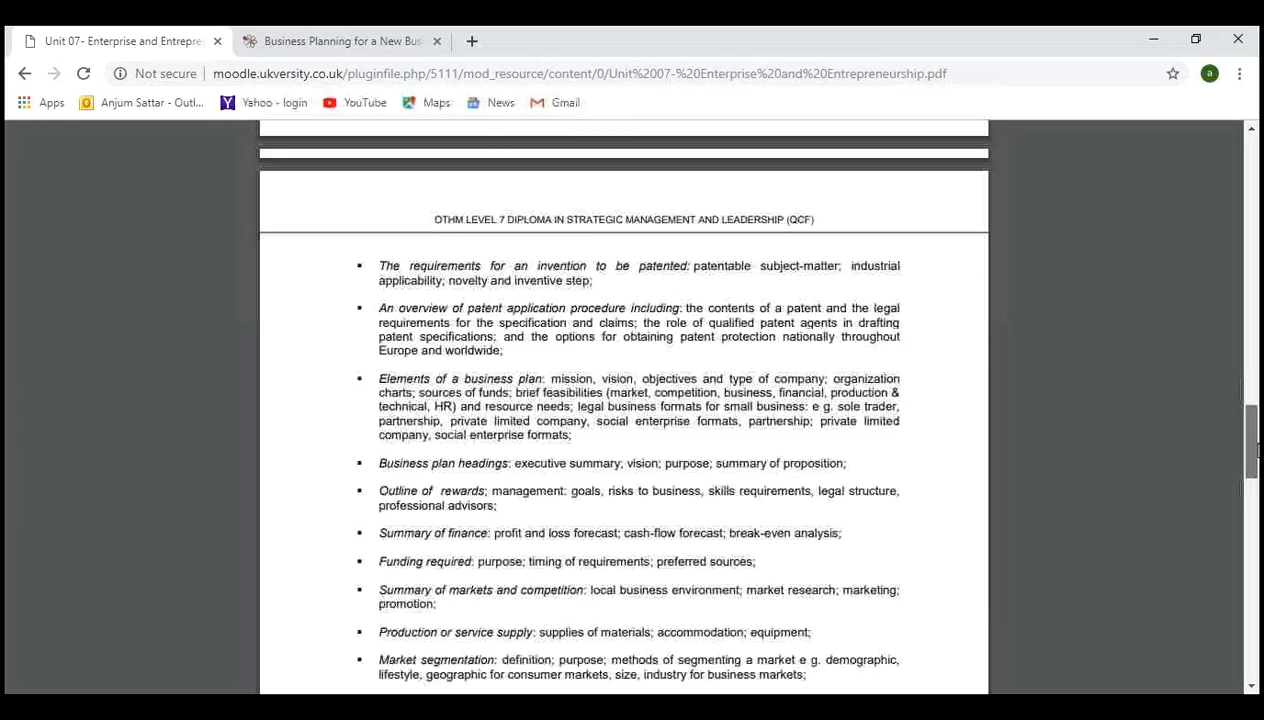 Unit 07- Enterprise and Entrepre
Business Planning for a New Bus
Not secure
moodle.ukversity.co.uk/pluginfile.php/5111/mod_resource/content/0/Unit%2007-%20Enterprise%20and%20Entrepreneurship.pdf
a
Apps
Anjum Sattar - Outl...
Yahoo - login
YouTube
Maps
News
Gmail
OTHM LEVEL 7 DIPLOMA IN STRATEGIC MANAGEMENT AND LEADERSHIP (QCF)
▪ The requirements for an invention to be patented: patentable subject-matter; industrial
applicability; novelty and inventive step;
▪ An overview of patent application procedure including: the contents of a patent and the legal
requirements for the specification and claims; the role of qualified patent agents in drafting
patent specifications; and the options for obtaining patent protection nationally throughout
Europe and worldwide;
▪ Elements of a business plan: mission, vision, objectives and type of company; organization
charts; sources of funds; brief feasibilities (market, competition, business, financial, production &
technical, HR) and resource needs; legal business formats for small business: e g. sole trader,
partnership, private limited company, social enterprise formats, partnership; private limited
company, social enterprise formats;
▪ Business plan headings: executive summary; vision; purpose; summary of proposition;
▪ Outline of rewards; management: goals, risks to business, skills requirements, legal structure,
professional advisors;
▪ Summary of finance: profit and loss forecast; cash-flow forecast; break-even analysis;
▪ Funding required: purpose; timing of requirements; preferred sources;
▪ Summary of markets and competition: local business environment; market research; marketing;
promotion;
▪ Production or service supply: supplies of materials; accommodation; equipment;
▪ Market segmentation: definition; purpose; methods of segmenting a market e g. demographic,
lifestyle, geographic for consumer markets, size, industry for business markets;